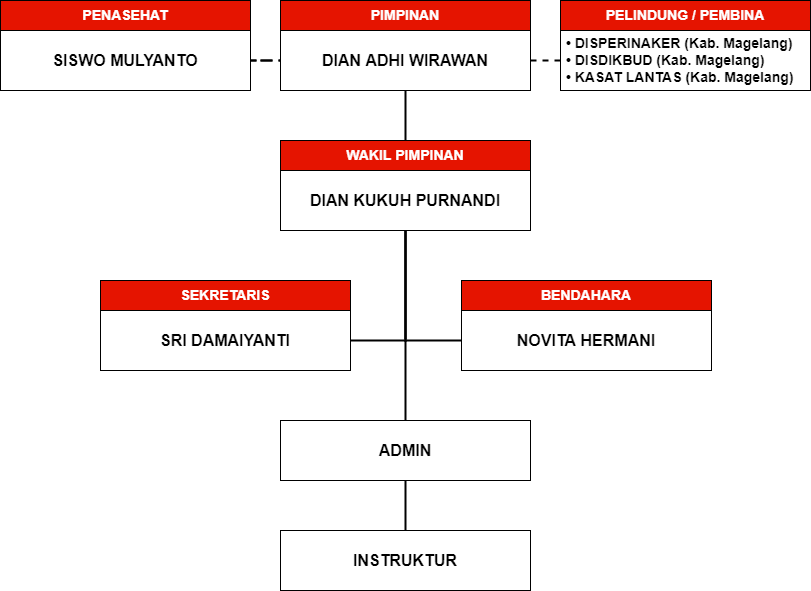 PENASEHAT
SISWO MULYANTO
PIMPINAN
DIAN ADHI WIRAWAN
PELINDUNG / PEMBINA
• DISPERINAKER (Kab. Magelang)
• DISDIKBUD (Kab. Magelang)
• KASAT LANTAS (Kab. Magelang)
WAKIL PIMPINAN
DIAN KUKUH PURNANDI
SEKRETARIS
SRI DAMAIYANTI
BENDAHARA
NOVITA HERMANI
ADMIN
INSTRUKTUR